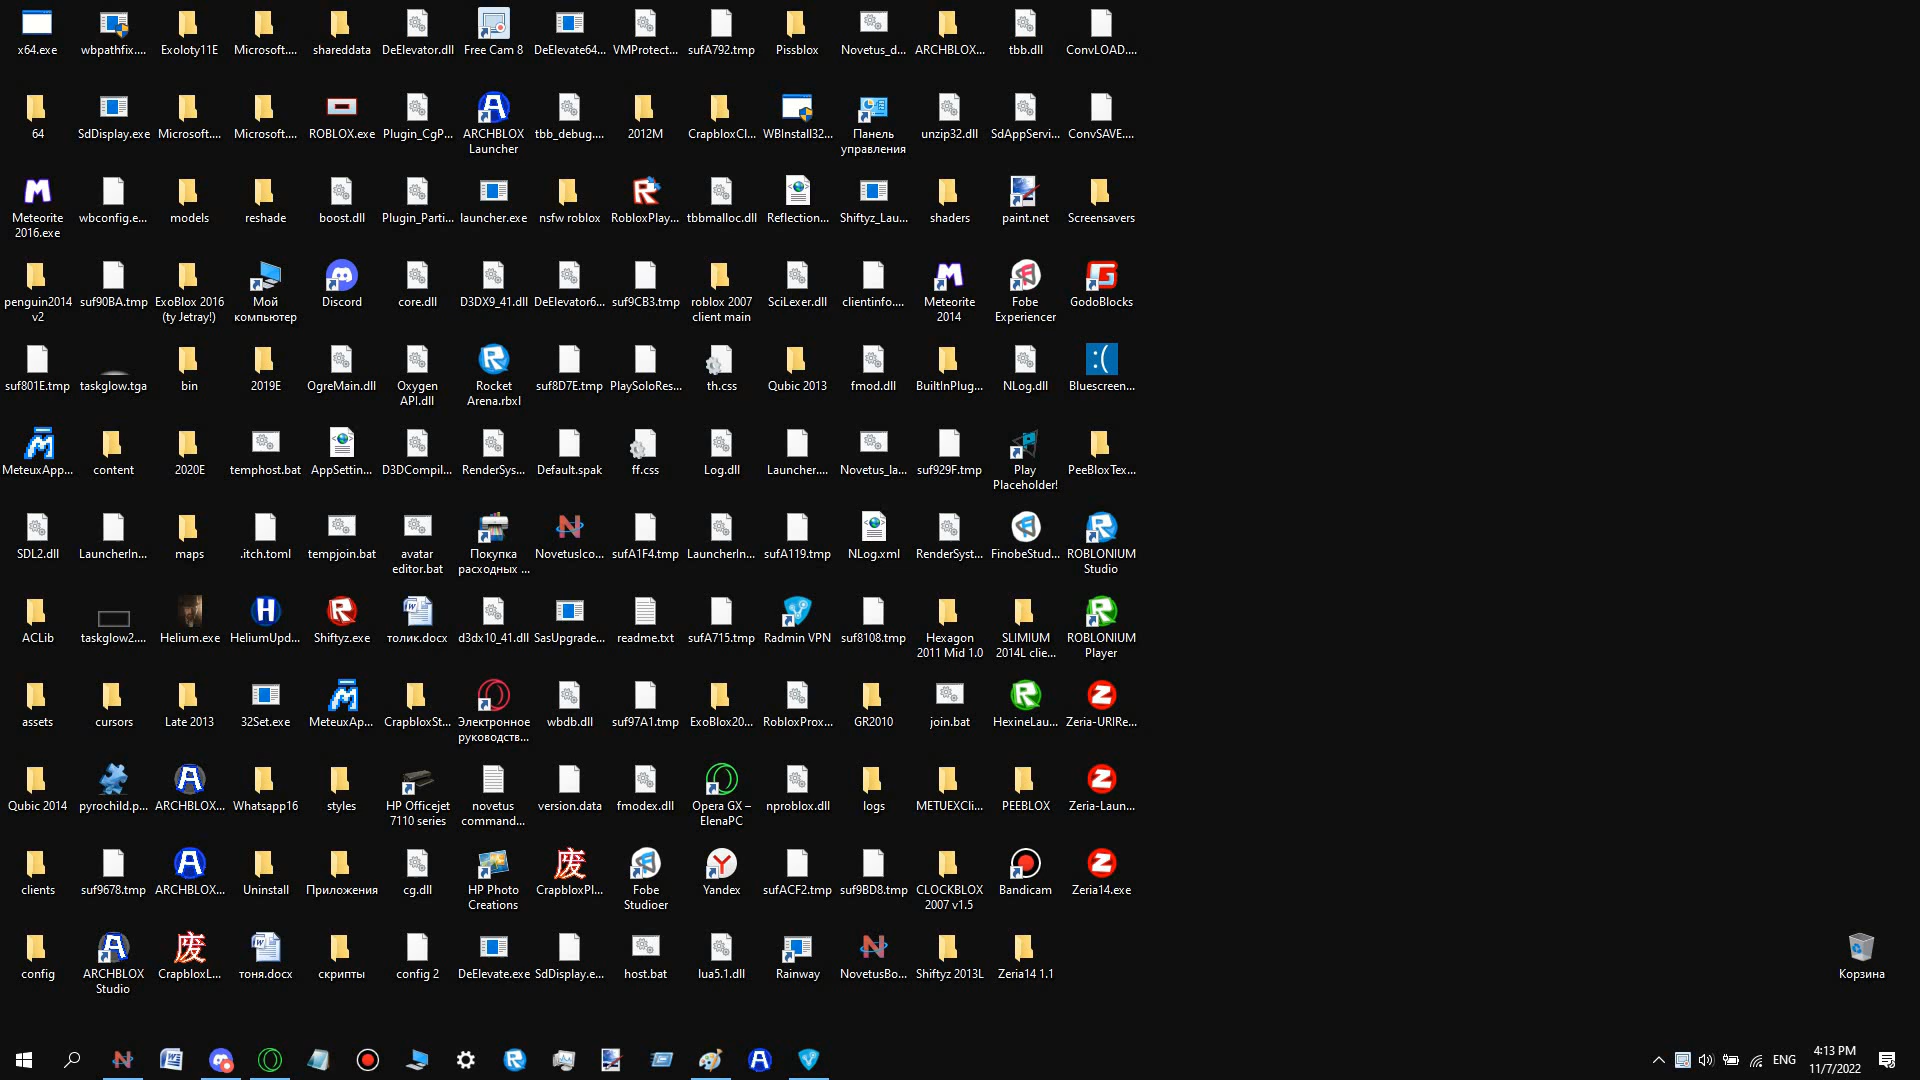 x64.exe
wbpathfix....
Exoloty11E
Microsoft....
shareddata
DeElevator.dll
Free Cam 8
DeElevate64...
VMProtect...
sufA792.tmp
Pissblox
Novetus_d...
ARCHBLOX...
tbb.dll
ConvLOAD....
64
SdDisplay.exe
Microsoft....
Microsoft....
ROBLOX.exe
Plugin_CgP...
ARCHBLOX
Launcher
tbb_debug....
2012M
CrapbloxCl...
WBInstall32...
Панель
управления
unzip32.dll
SdAppServi...
ConvSAVE....
Meteorite
2016.exe
wbconfig.e...
models
reshade
boost.dll
Plugin_Parti...
launcher.exe
nsfw roblox
RobloxPlay...
tbbmalloc.dll
Reflection...
Shiftyz_Lau...
shaders
paint.net
Screensavers
penguin2014
v2
suf90BA.tmp
ExoBlox 2016
(ty Jetray!)
Мой
компьютер
Discord
core.dll
D3DX9_41.dll
DeElevator6...
suf9CB3.tmp
roblox 2007
client main
SciLexer.dll
clientinfo....
Meteorite
2014
Fobe
Experiencer
GodoBlocks
suf801E.tmp
taskglow.tga
bin
2019E
OgreMain.dll
Oxygen
API.dll
Rocket
Arena.rbxl
suf8D7E.tmp
PlaySoloRes...
th.css
Qubic 2013
fmod.dll
BuiltInPlug...
NLog.dll
Bluescreen...
MeteuxApp...
content
2020E
temphost.bat
AppSettin...
D3DCompil...
RenderSys...
Default.spak
ff.css
Log.dll
Launcher....
Novetus_la...
suf929F.tmp
Play
Placeholder!
PeeBloxTex...
SDL2.dll
LauncherIn...
maps
.itch.toml
tempjoin.bat
avatar
editor.bat
Покупка
расходных ...
NovetusIco...
sufA1F4.tmp
LauncherIn...
sufA119.tmp
NLog.xml
RenderSyst...
FinobeStud...
ROBLONIUM
Studio
ACLib
taskglow2....
Helium.exe
HeliumUpd...
Shiftyz.exe
толик.docx
d3dx10_41.dll
SasUpgrade...
readme.txt
sufA715.tmp
Radmin VPN
suf8108.tmp
Hexagon
2011 Mid 1.0
SLIMIUM
2014L clie...
ROBLONIUM
Player
assets
cursors
Late 2013
32Set.exe
MeteuxAp...
CrapbloxSt...
Электронное
руководств...
wbdb.dll
suf97A1.tmp
ExoBlox20...
RobloxProx...
GR2010
join.bat
HexineLau...
Zeria-URIRe...
Qubic 2014
pyrochild.p...
ARCHBLOX...
Whatsapp16
styles
HP Officejet
7110 series
novetus
command...
version.data
fmodex.dll
Opera GX –
ElenaPC
nproblox.dll
logs
METUEXCli...
PEEBLOX
Zeria-Laun...
clients
suf9678.tmp
ARCHBLOX...
Uninstall
Приложения
cg.dll
HP Photo
Creations
CrapbloxPl...
Fobe
Studioer
Yandex
sufACF2.tmp
suf9BD8.tmp
CLOCKBLOX
2007 v1.5
Bandicam
Zeria14.exe
config
ARCHBLOX
Studio
CrapbloxL...
тоня.docx
скрипты
config 2
DeElevate.exe
SdDisplay.e...
host.bat
lua5.1.dll
Rainway
NovetusBo...
Shiftyz 2013L
Zeria14 1.1
Корзина
ENG
4:13 PM
11/7/2022